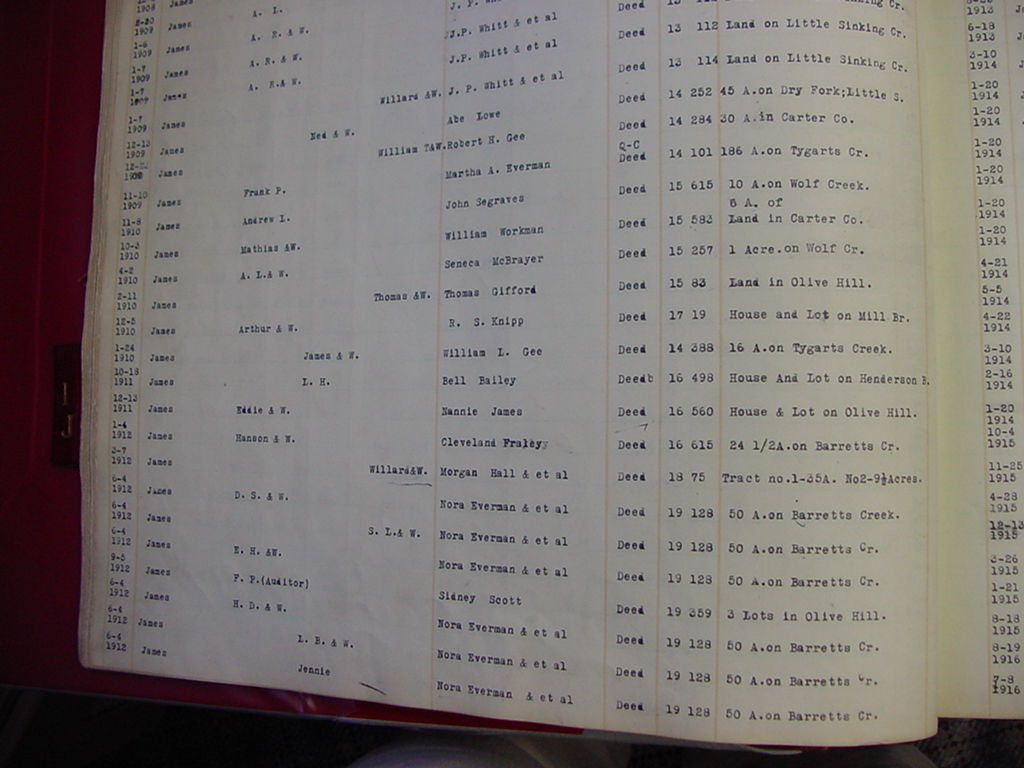 1909 James A. L. J. P.
1-6 1909 James A. R. & W. J.P. Whitt & et al Deed 13 112 Land on Little Sinking Cr.
1-7 1909 James A. R. & W. J.P. Whitt & et al Deed 13 114 Land on Little Sinking Cr.
1-7 1909 James Willard &W. J. P. Whitt & et al Deed 14 252 45 A.on Dry Fork;Little S.
12-13 1909 James Ned & W. Abe Lowe Deed 14 284 30 A.in Carter Co.
James William T&W. Robert H. Gee Q-C Deed 14 101 186 A.on Tygarts Cr.
11-10 1909 James Frank P. Martha A. Everman Deed 15 615 10 A.on Wolf Creek.
11-8 1910 James Andrew L. John Segraves Deed 15 583 6 A. of Land in Carter Co.
10-3 1910 James Mathias &W. William Workman Deed 15 257 1 Acre.on Wolf Cr.
4-2 1910 James A. L.& W. Seneca McBrayer Deed 15 83 Land in Olive Hill.
2-11 1910 James Thomas &W. Thomas Gifford Deed 17 19 House and Lot on Mill Br.
12-5 1910 James Arthur & W. R. S. Knipp Deed 14 388 16 A.on Tygarts Creek.
1-24 1910 James James & W. William L. Gee Deed 16 498 House And Lot on Henderson B.
10-18 1911 James L. H. Bell Bailey Deed
12-13 1911 James Eddie & W. Nannie James Deed 16 560 House & Lot on Olive Hill.
1-4 1912 James Hanson & W. Cleveland Fraley Deed 16 615 24 1/2A.on Barretts Cr.
3-7 1912 James Willard&W. Morgan Hall & et al Deed 18 75 Tract no.1-35A. No2-9½Acres.
6-4 1912 James D. S. & W. Nora Everman & et al Deed 19 128 50 A.on Barretts Creek.
6-4 1912 James S. L.& W. Nora Everman & et al Deed 19 128 50 A.on Barretts Cr.
6-4 1912 James E. H. &W. Nora Everman & et al Deed 19 128 50 A.on Barretts Cr.
9-5 1912 James F. P.(Auditor) Sidney Scott Deed 19 359 3 Lots in Olive Hill.
6-4 1912 James H. D. & W. Nora Everman & et al Deed 19 128 50 A.on Barretts Cr.
6-4 1912 James L. B. & W. Nora Everman & et al Deed 19 128 50 A.on Barretts Cr.
6-4 1912 James Jennie Nora Everman & et al Deed 19 128 50 A.on Barretts Cr.
1913
6-18 1913
3-10 1914
1-20 1914
1-20 1914
1-20 1914
1-20 1914
1-20 1914
1-20 1914
4-21 1914
5-5 1914
4-22 1914
3-10 1914
2-16 1914
1-20 1914
10-4 1915
11-25 1915
4-28 1915
12-13 1915
3-26 1915
1-21 1915
8-18 1915
8-19 1916
7-8 1916
I
J